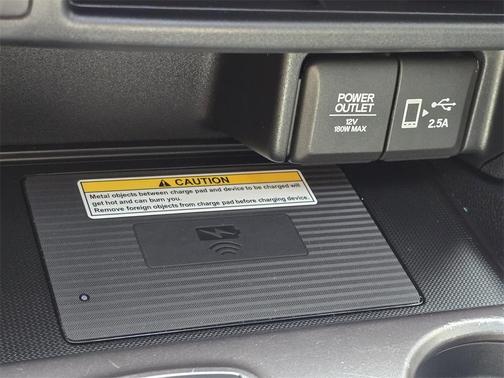 POWER
OUTLET
12V
180W MAX
2.5A
CAUTION
Metal objects between charge pad and device to be charged will
get hot and can burn you.
Remove foreign objects from charge pad before charging device.